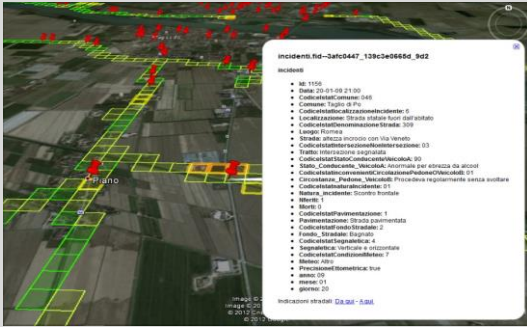 incidenti.fid--3afc0447_139c3e0668d_9d2
incidenti
Id: 1156
Data: 20-01-09 21:00
CodiceIstatComune: 046
Comune: Taglio di Po
CodiceIstatLocalizzazioneIncidente: 6
Localizzazione: Strada statale fuori dall'abitato
CodiceIstatDenominazioneStrada: 309
Luogo: Romea
Strada: altezza incrocio con Via Veneto
CodiceIstatIntersezioneNonIntersezione: 03
Tratto: Intersezione segnalata
CodiceIstatStatoConducenteVeicoloA: 90
Stato_Conducente_VeicoloA: Anormale per ebrezza da alcool
CodiceIstatInconvenientiCircolazionePedoneOVeicoloB: 01
Circostanze_Pedone_VeicoloB: Procedeva regolarmente senza svoltare
CodiceIstatnaturaIncidente: 01
Natura_incidente: Scontro frontale
Nferiti: 1
Morti: 0
CodiceIstatPavimentazione: 1
Pavimentazione: Strada pavimentata
CodiceIstatFondoStradale: 2
Fondo_Stradale: Bagnato
CodiceIstatSegnaletica: 4
Segnaletica: Verticale e orizzontale
CodiceIstatCondizioniMeteo: 7
Meteo: Altro
PrecisioneEttometrica: true
anno: 09
mese: 01
giorno: 20
Indicazioni stradali: Da qui - A qui
Piano
Image © 2
© 2012